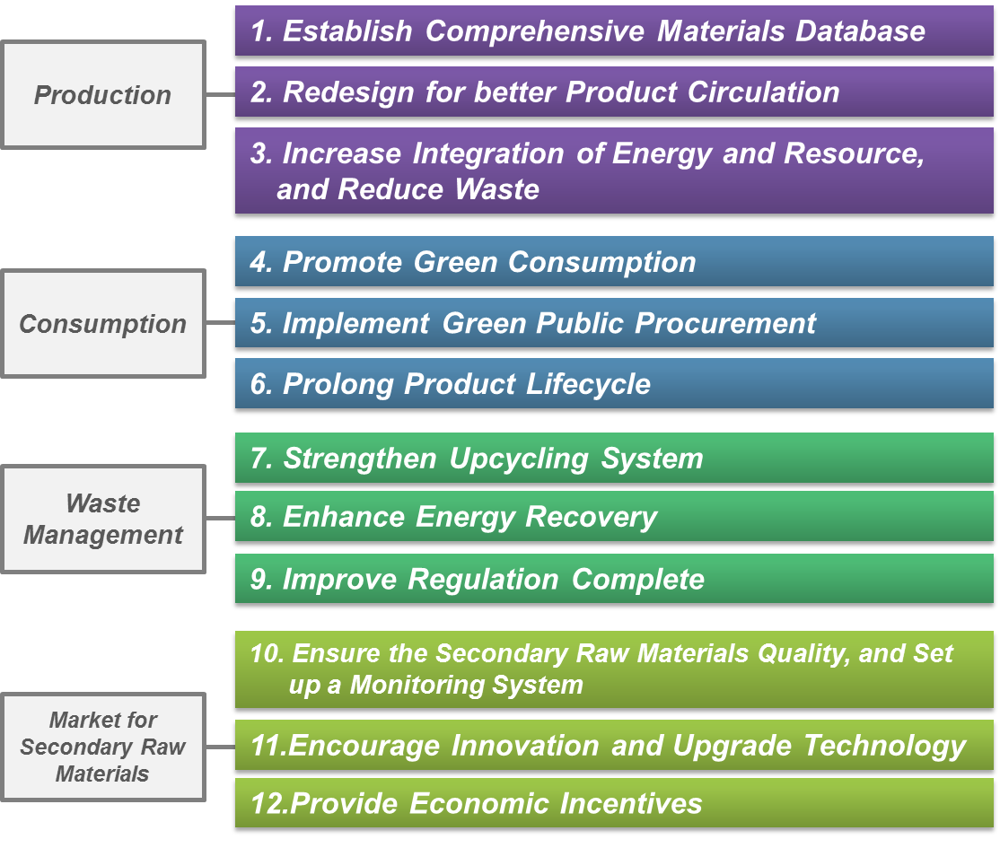 Production
1. Establish Comprehensive Materials Database
2. Redesign for better Product Circulation
3. Increase Integration of Energy and Resource,
and Reduce Waste
Consumption
4. Promote Green Consumption
5. Implement Green Public Procurement
6. Prolong Product Lifecycle
Waste
Management
7. Strengthen Upcycling System
8. Enhance Energy Recovery
9. Improve Regulation Complete
Market for
Secondary Raw
Materials
10. Ensure the Secondary Raw Materials Quality, and Set
up a Monitoring System
11.Encourage Innovation and Upgrade Technology
12.Provide Economic Incentives